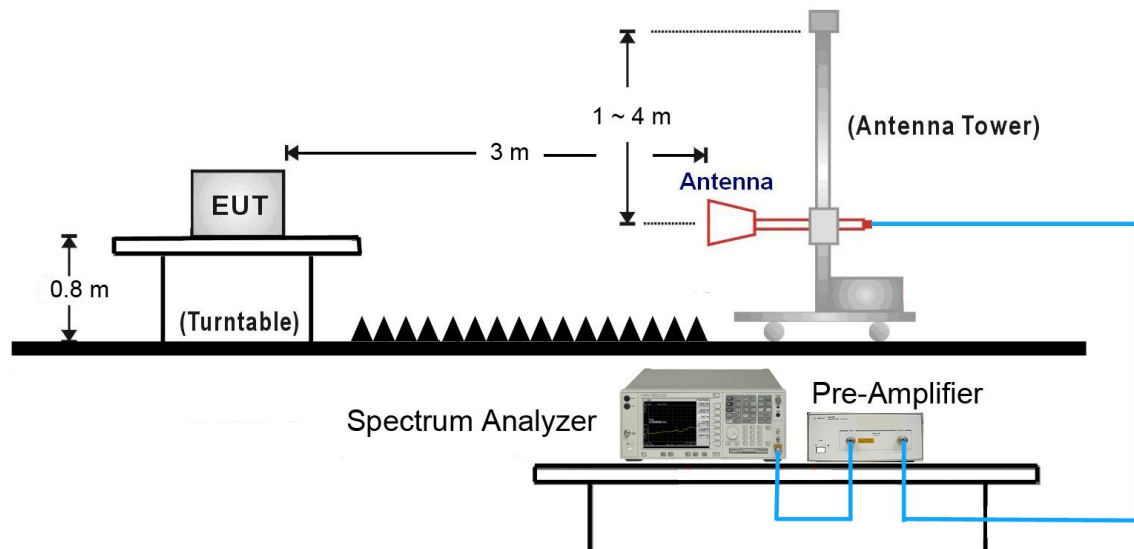 1 ~ 4 m
(Antenna Tower)
3 m
Antenna
EUT
0.8 m
(Turntable)
Spectrum Analyzer
Pre-Amplifier